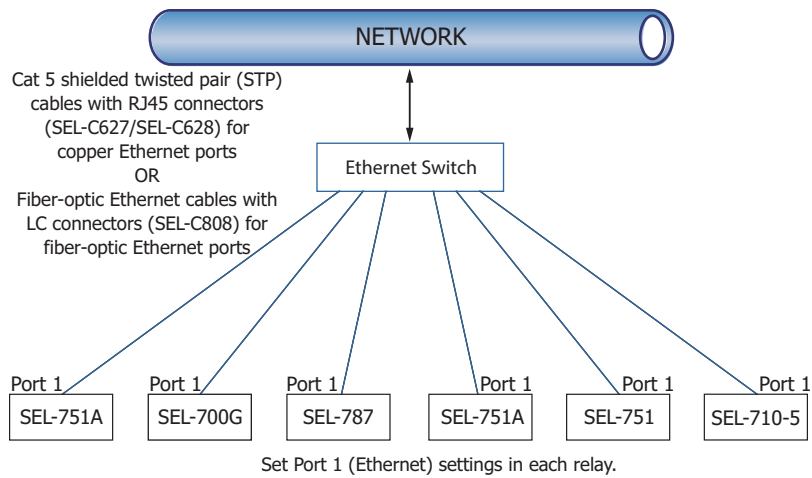 NETWORK
Cat 5 shielded twisted pair (STP)
cables with RJ45 connectors
(SEL-C627/SEL-C628) for
copper Ethernet ports
OR
Fiber-optic Ethernet cables with
LC connectors (SEL-C808) for
fiber-optic Ethernet ports
Ethernet Switch
Port 1 Port 1 Port 1 Port 1 Port 1 Port 1
SEL-751A SEL-700G SEL-787 SEL-751A SEL-751 SEL-710-5
Set Port 1 (Ethernet) settings in each relay.